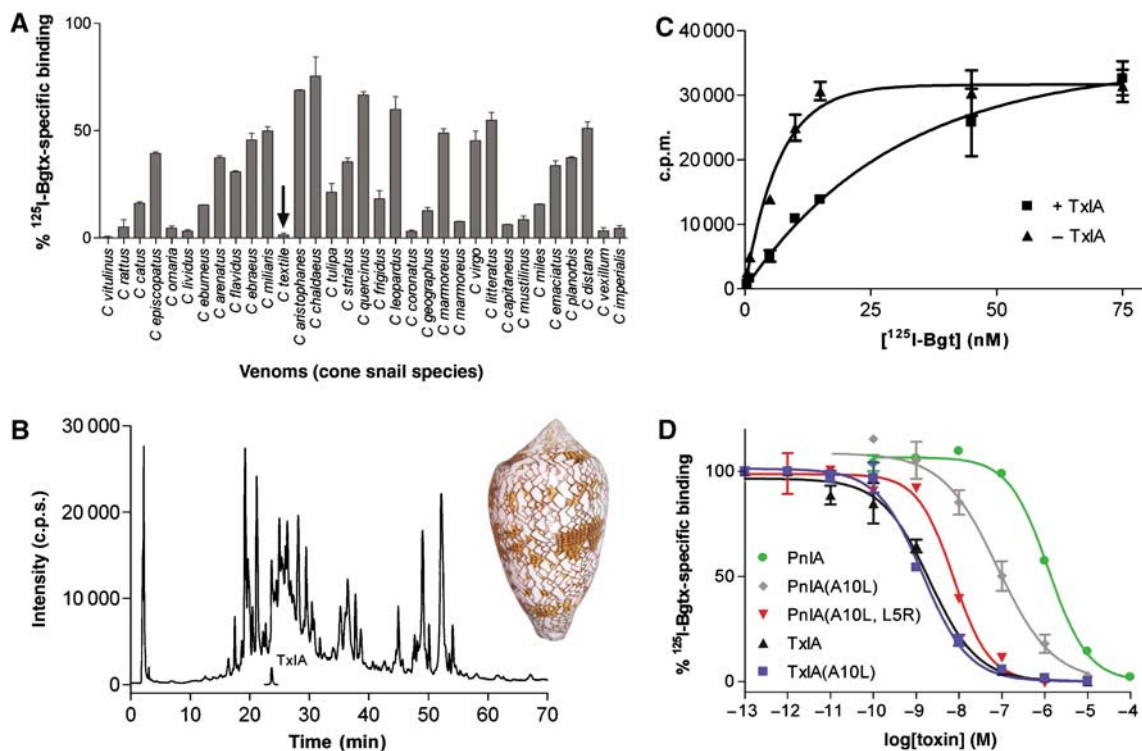 A
% ¹²⁵I-Bgtx-specific binding
100
50
0
C vitulinus
C rattus
C catus
C episcopatus
C omaria
C lividus
C eburneus
C arenatus
C flavidus
C ebraeus
C miliaris
C textile
C aristophanes
C chaldaeus
C tulipa
C striatus
C quercinus
C frigidus
C leopardus
C coronatus
C geographus
C marmoreus
C marmoreus
C virgo
C litteratus
C capitaneus
C mustilinus
C miles
C emaciatus
C planorbis
C distans
C vexillum
C imperialis
Venoms (cone snail species)
B
Intensity (c.p.s.)
30 000
20 000
10 000
0
TxIA
0 10 20 30 40 50 60 70
Time (min)
C
c.p.m.
40 000
30 000
20 000
10 000
0
+ TxIA
– TxIA
0 25 50 75
[¹²⁵I-Bgt] (nM)
D
% ¹²⁵I-Bgtx-specific binding
100
50
0
PnIA
PnIA(A10L)
PnIA(A10L, L5R)
TxIA
TxIA(A10L)
–13 –12 –11 –10 –9 –8 –7 –6 –5 –4
log[toxin] (M)